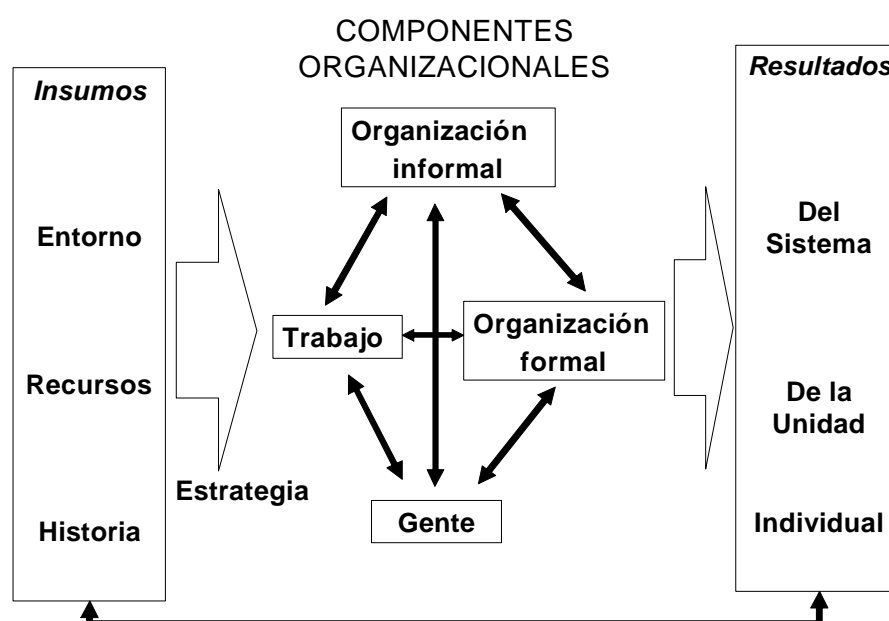 COMPONENTES
ORGANIZACIONALES
Insumos
Entorno
Recursos
Historia
Estrategia
Organización
informal
Trabajo
Organización
formal
Gente
Resultados
Del
Sistema
De la
Unidad
Individual